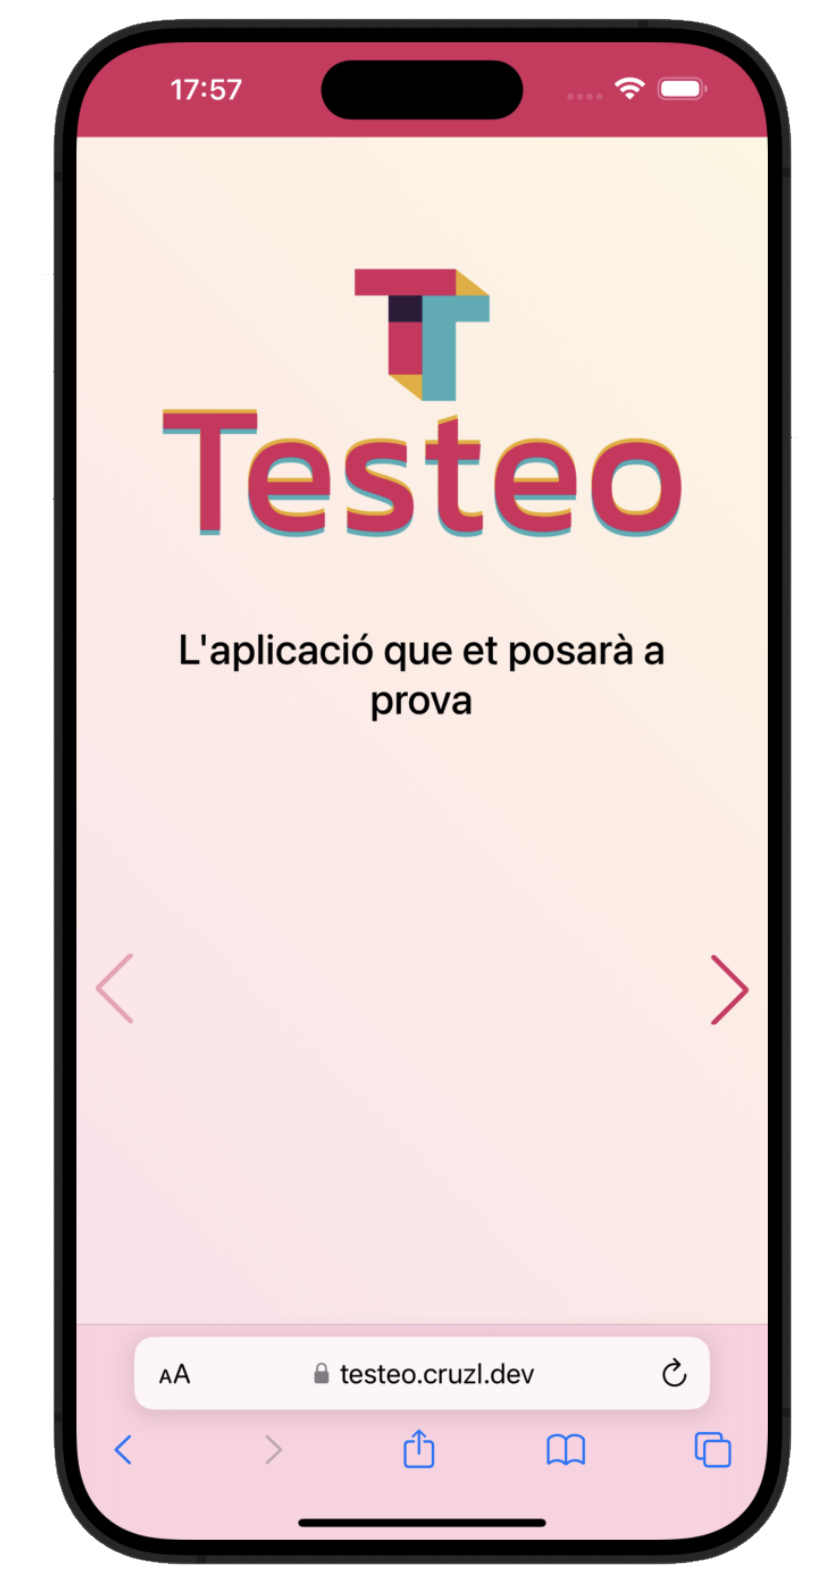 17:57
Testeo
L'aplicació que et posarà a
prova
AA
testeo.cruzl.dev